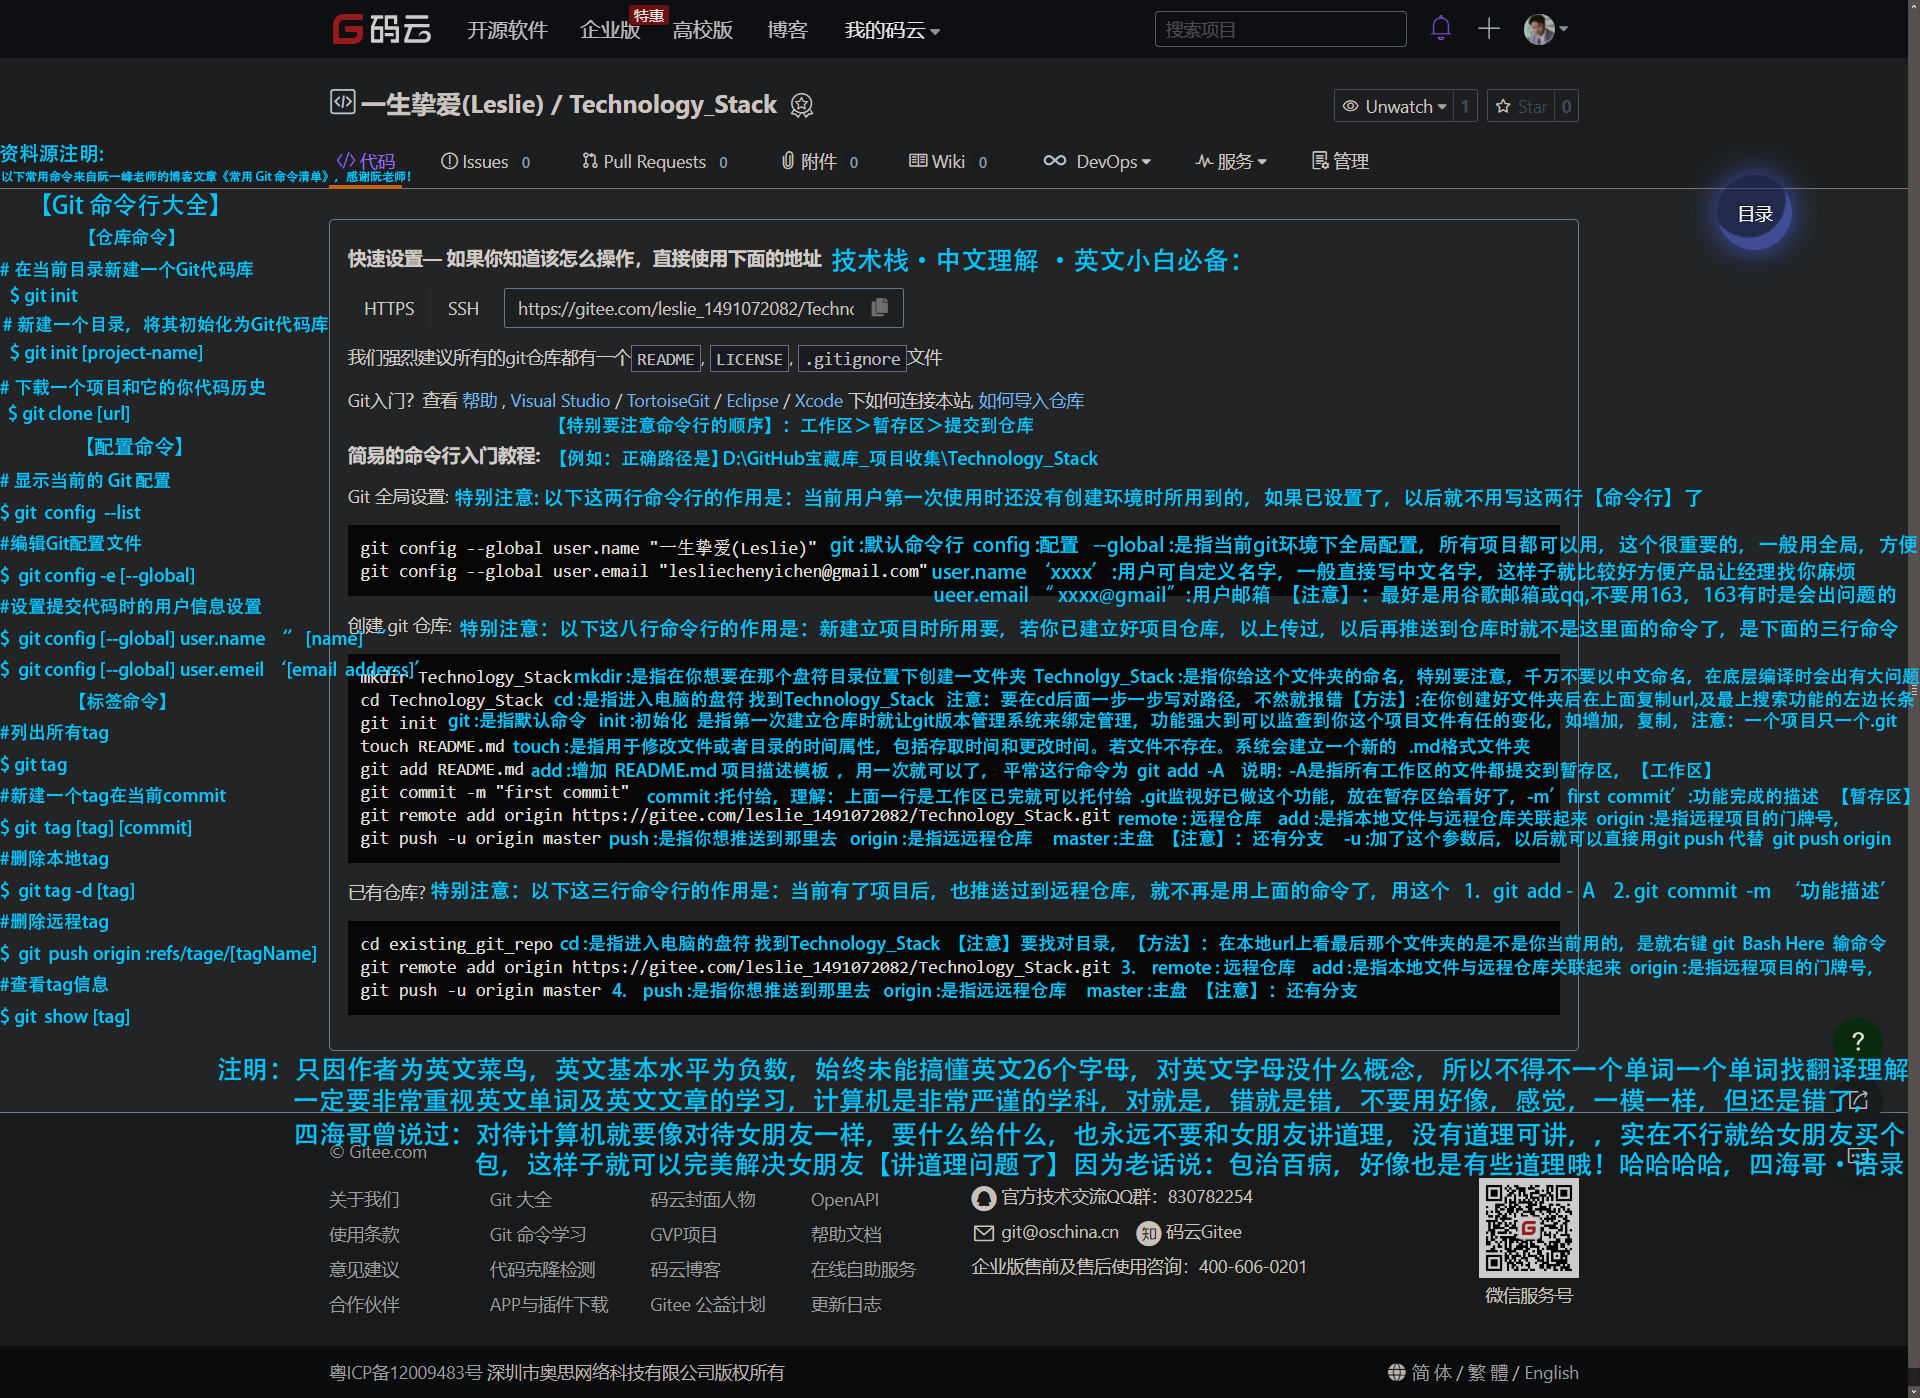 码云 开源软件 企业版 特惠 高校版 博客 我的码云 搜索项目
一生挚爱(Leslie) / Technology_Stack Unwatch 1 Star 0
资料源注明:
以下常用命令来自阮一峰老师的博客文章《常用 Git 命令清单》，感谢阮老师！
代码 Issues 0 Pull Requests 0 附件 0 Wiki 0 DevOps 服务 管理
目录
【Git 命令行大全】
【仓库命令】
# 在当前目录新建一个Git代码库
$ git init
# 新建一个目录，将其初始化为Git代码库
$ git init [project-name]
# 下载一个项目和它的你代码历史
$ git clone [url]
【配置命令】
# 显示当前的 Git 配置
$ git config --list
#编辑Git配置文件
$ git config -e [--global]
#设置提交代码时的用户信息设置
$ git config [--global] user.name ‘’ [name]
$ git config [--global] user.emeil ‘[email adderss]’
【标签命令】
#列出所有tag
$ git tag
#新建一个tag在当前commit
$ git tag [tag] [commit]
#删除本地tag
$ git tag -d [tag]
#删除远程tag
$ git push origin :refs/tage/[tagName]
#查看tag信息
$ git show [tag]
快速设置— 如果你知道该怎么操作，直接使用下面的地址 技术栈·中文理解 ·英文小白必备：
HTTPS SSH https://gitee.com/leslie_1491072082/Techno
我们强烈建议所有的git仓库都有一个 README , LICENSE , .gitignore 文件
Git入门？查看 帮助 , Visual Studio / TortoiseGit / Eclipse / Xcode 下如何连接本站, 如何导入仓库
【特别要注意命令行的顺序】：工作区＞暂存区＞提交到仓库
简易的命令行入门教程: 【例如：正确路径是】D:\GitHub宝藏库_项目收集\Technology_Stack
Git 全局设置: 特别注意: 以下这两行命令行的作用是：当前用户第一次使用时还没有创建环境时所用到的，如果已设置了，以后就不用写这两行【命令行】了
git config --global user.name "一生挚爱(Leslie)" git :默认命令行 config :配置 --global :是指当前git环境下全局配置，所有项目都可以用，这个很重要的，一般用全局，方便
git config --global user.email "lesliechenyichen@gmail.com" user.name ‘xxxx’ :用户可自定义名字，一般直接写中文名字，这样子就比较好方便产品让经理找你麻烦
ueer.email “ xxxx@gmail” :用户邮箱 【注意】：最好是用谷歌邮箱或qq,不要用163，163有时是会出问题的
创建 git 仓库: 特别注意：以下这八行命令行的作用是：新建立项目时所用要，若你已建立好项目仓库，以上传过，以后再推送到仓库时就不是这里面的命令了，是下面的三行命令
mkdir Technology_Stack mkdir :是指在你想要在那个盘符目录位置下创建一文件夹 Technolgy_Stack :是指你给这个文件夹的命名，特别要注意，千万不要以中文命名，在底层编译时会出有大问题
cd Technology_Stack cd :是指进入电脑的盘符 找到Technology_Stack 注意：要在cd后面一步一步写对路径，不然就报错【方法】:在你创建好文件夹后在上面复制url,及最上搜索功能的左边长条
git init git :是指默认命令 init :初始化 是指第一次建立仓库时就让git版本管理系统来绑定管理，功能强大到可以监查到你这个项目文件有任的变化，如增加，复制，注意：一个项目只一个.git
touch README.md touch :是指用于修改文件或者目录的时间属性，包括存取时间和更改时间。若文件不存在。系统会建立一个新的 .md格式文件夹
git add README.md add :增加 README.md 项目描述模板 ，用一次就可以了， 平常这行命令为 git add -A 说明: -A是指所有工作区的文件都提交到暂存区，【工作区】
git commit -m "first commit" commit :托付给，理解：上面一行是工作区已完就可以托付给 .git监视好已做这个功能，放在暂存区给看好了，-m’ first commit’ :功能完成的描述 【暂存区】
git remote add origin https://gitee.com/leslie_1491072082/Technology_Stack.git remote : 远程仓库 add :是指本地文件与远程仓库关联起来 origin :是指远程项目的门牌号，
git push -u origin master push :是指你想推送到那里去 origin :是指远远程仓库 master :主盘 【注意】：还有分支 -u :加了这个参数后，以后就可以直接用git push 代替 git push origin
已有仓库? 特别注意：以下这三行命令行的作用是：当前有了项目后，也推送过到远程仓库，就不再是用上面的命令了，用这个 1. git add - A 2. git commit -m ‘功能描述’
cd existing_git_repo cd :是指进入电脑的盘符 找到Technology_Stack 【注意】要找对目录，【方法】：在本地url上看最后那个文件夹的是不是你当前用的，是就右键 git Bash Here 输命令
git remote add origin https://gitee.com/leslie_1491072082/Technology_Stack.git 3. remote : 远程仓库 add :是指本地文件与远程仓库关联起来 origin :是指远程项目的门牌号，
git push -u origin master 4. push :是指你想推送到那里去 origin :是指远远程仓库 master :主盘 【注意】：还有分支
?
注明：只因作者为英文菜鸟，英文基本水平为负数，始终未能搞懂英文26个字母，对英文字母没什么概念，所以不得不一个单词一个单词找翻译理解
一定要非常重视英文单词及英文文章的学习，计算机是非常严谨的学科，对就是，错就是错，不要用好像，感觉，一模一样，但还是错了，
四海哥曾说过：对待计算机就要像对待女朋友一样，要什么给什么，也永远不要和女朋友讲道理，没有道理可讲，，实在不行就给女朋友买个
包，这样子就可以完美解决女朋友【讲道理问题了】因为老话说：包治百病，好像也是有些道理哦！哈哈哈哈，四海哥·语录
© Gitee.com
关于我们 Git 大全 码云封面人物 OpenAPI 官方技术交流QQ群：830782254
使用条款 Git 命令学习 GVP项目 帮助文档 git@oschina.cn 知 码云Gitee
意见建议 代码克隆检测 码云博客 在线自助服务 企业版售前及售后使用咨询：400-606-0201
合作伙伴 APP与插件下载 Gitee 公益计划 更新日志 微信服务号
粤ICP备12009483号 深圳市奥思网络科技有限公司版权所有 简 体 / 繁 體 / English